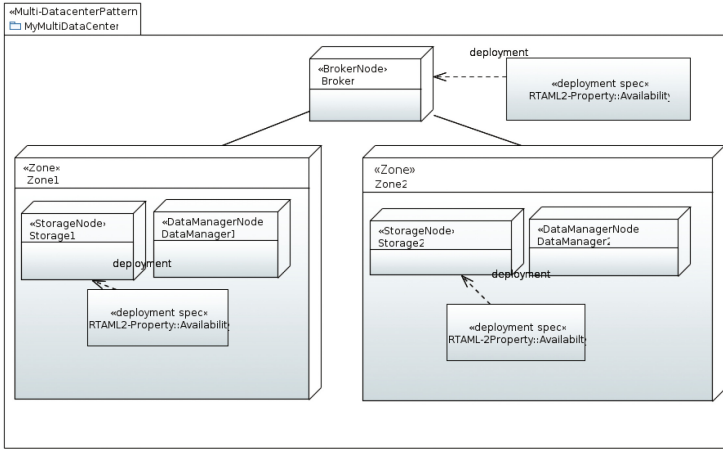 «Multi-DatacenterPattern
MyMultiDataCenter
deployment
«BrokerNode›
Broker
«deployment spec»
RTAML2-Property::Availability
«Zone»
Zone1
«Zone»
Zone2
«StorageNode›
Storage1
«DataManagerNode
DataManager1
«StorageNode›
Storage2
«DataManagerNode
DataManager2
deployment
deployment
«deployment spec»
RTAML2-Property::Availability
«deployment spec»
RTAML-2Property::Availabilt